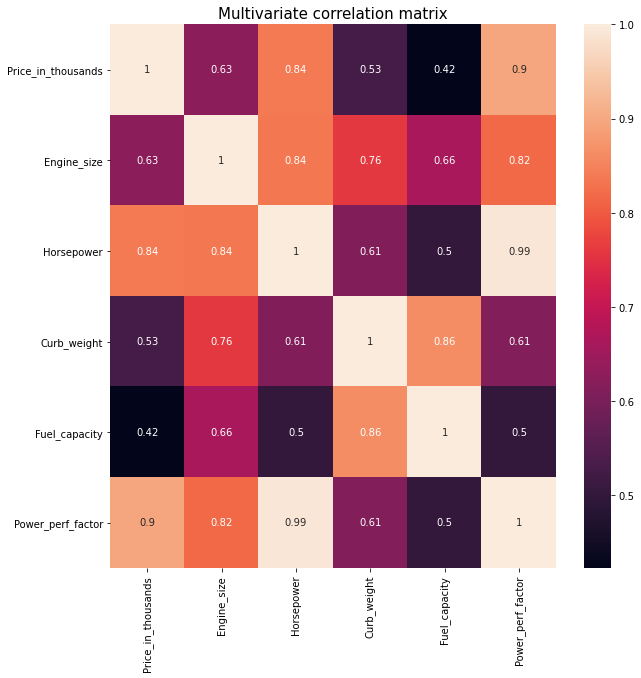 Multivariate correlation matrix
Price_in_thousands 1 0.63 0.84 0.53 0.42 0.9
Engine_size 0.63 1 0.84 0.76 0.66 0.82
Horsepower 0.84 0.84 1 0.61 0.5 0.99
Curb_weight 0.53 0.76 0.61 1 0.86 0.61
Fuel_capacity 0.42 0.66 0.5 0.86 1 0.5
Power_perf_factor 0.9 0.82 0.99 0.61 0.5 1
Price_in_thousands
Engine_size
Horsepower
Curb_weight
Fuel_capacity
Power_perf_factor
1.0
0.9
0.8
0.7
0.6
0.5